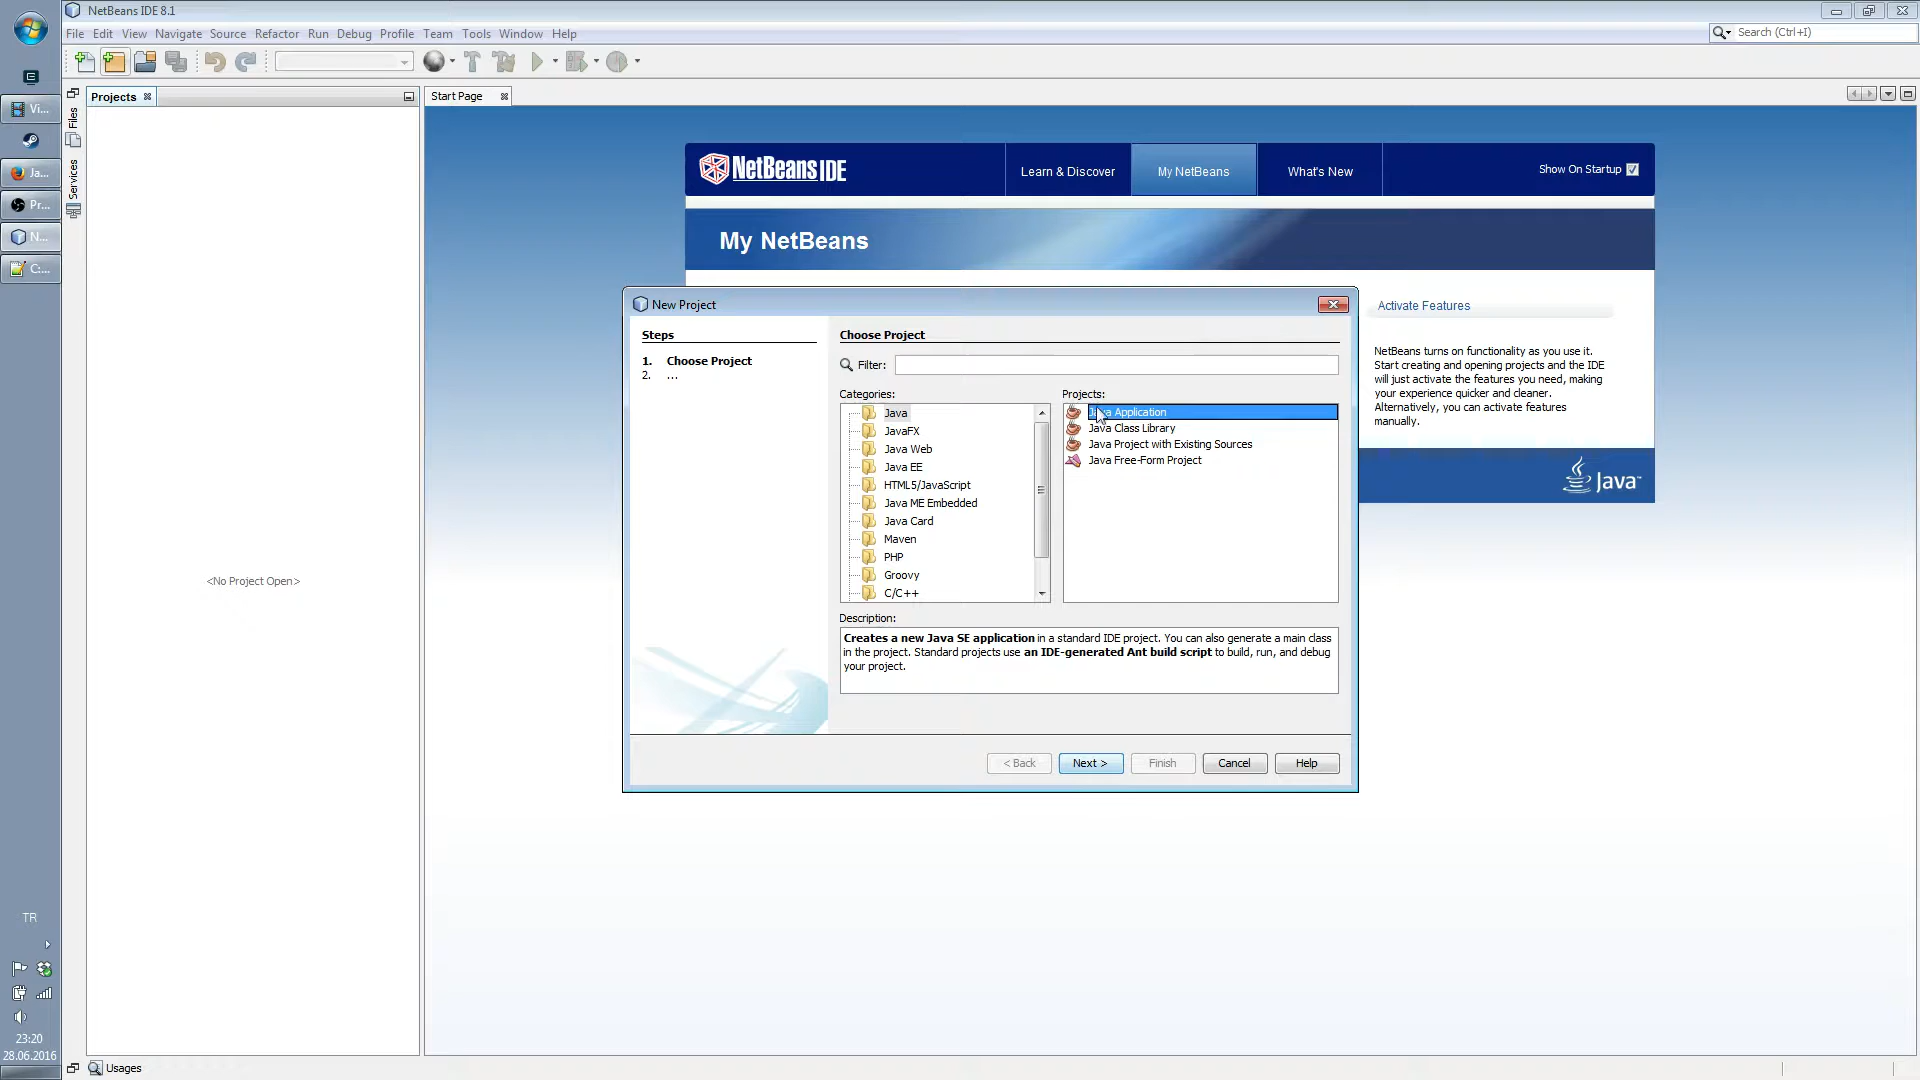 NetBeans IDE 8.1
File Edit View Navigate Source Refactor Run Debug Profile Team Tools Window Help
Search (Ctrl+I)
Projects
Start Page
Files
Services
Vi...
Ja...
Pr...
N...
C:...
NetBeans IDE
Learn & Discover
My NetBeans
What's New
Show On Startup
My NetBeans
Activate Features
NetBeans turns on functionality as you use it.
Start creating and opening projects and the IDE
will just activate the features you need, making
your experience quicker and cleaner.
Alternatively, you can activate features
manually.
Java™
<No Project Open>
New Project
Steps
1. Choose Project
2. ...
Choose Project
Filter:
Categories:
Java
JavaFX
Java Web
Java EE
HTML5/JavaScript
Java ME Embedded
Java Card
Maven
PHP
Groovy
C/C++
Projects:
Java Application
Java Class Library
Java Project with Existing Sources
Java Free-Form Project
Description:
Creates a new Java SE application in a standard IDE project. You can also generate a main class
in the project. Standard projects use an IDE-generated Ant build script to build, run, and debug
your project.
< Back
Next >
Finish
Cancel
Help
TR
23:20
28.06.2016
Usages